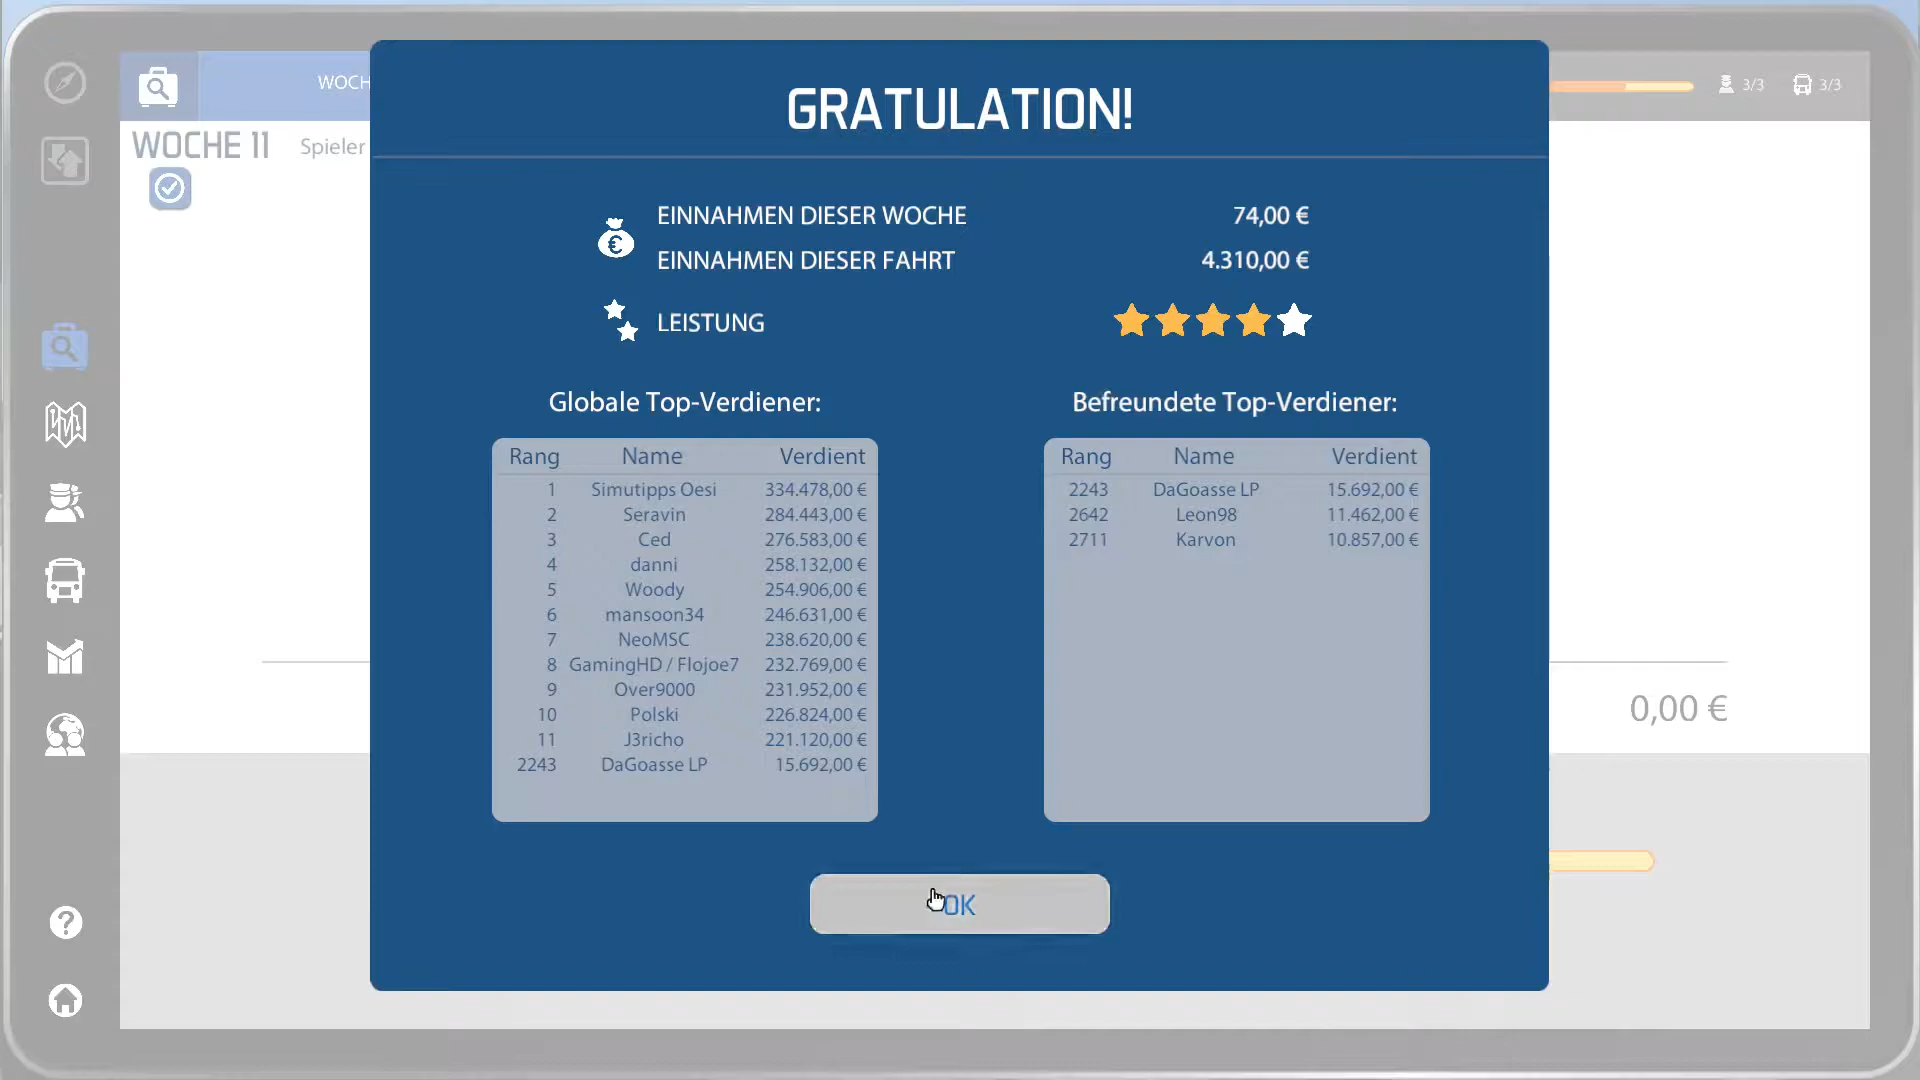 WOCH
3/3
3/3
WOCHE 11
Spieler
GRATULATION!
EINNAHMEN DIESER WOCHE 74,00 €
EINNAHMEN DIESER FAHRT 4.310,00 €
LEISTUNG
Globale Top-Verdiener:
Rang Name Verdient
1 Simutipps Oesi 334.478,00 €
2 Seravin 284.443,00 €
3 Ced 276.583,00 €
4 danni 258.132,00 €
5 Woody 254.906,00 €
6 mansoon34 246.631,00 €
7 NeoMSC 238.620,00 €
8 GamingHD / Flojoe7 232.769,00 €
9 Over9000 231.952,00 €
10 Polski 226.824,00 €
11 J3richo 221.120,00 €
2243 DaGoasse LP 15.692,00 €
Befreundete Top-Verdiener:
Rang Name Verdient
2243 DaGoasse LP 15.692,00 €
2642 Leon98 11.462,00 €
2711 Karvon 10.857,00 €
0,00 €
OK